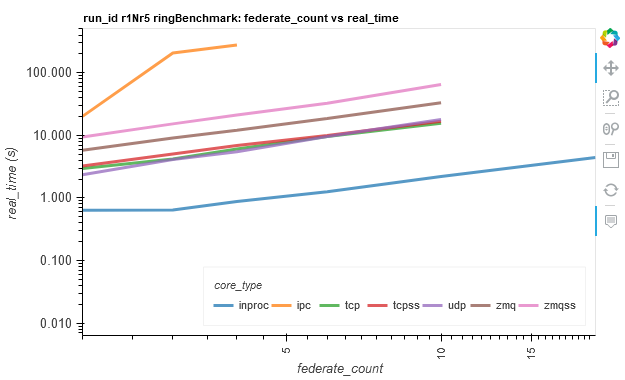 run_id r1Nr5 ringBenchmark: federate_count vs real_time
real_time (s)
100.000
10.000
1.000
0.100
0.010
core_type
inproc ipc tcp tcpss udp zmq zmqss
5 10 15
federate_count